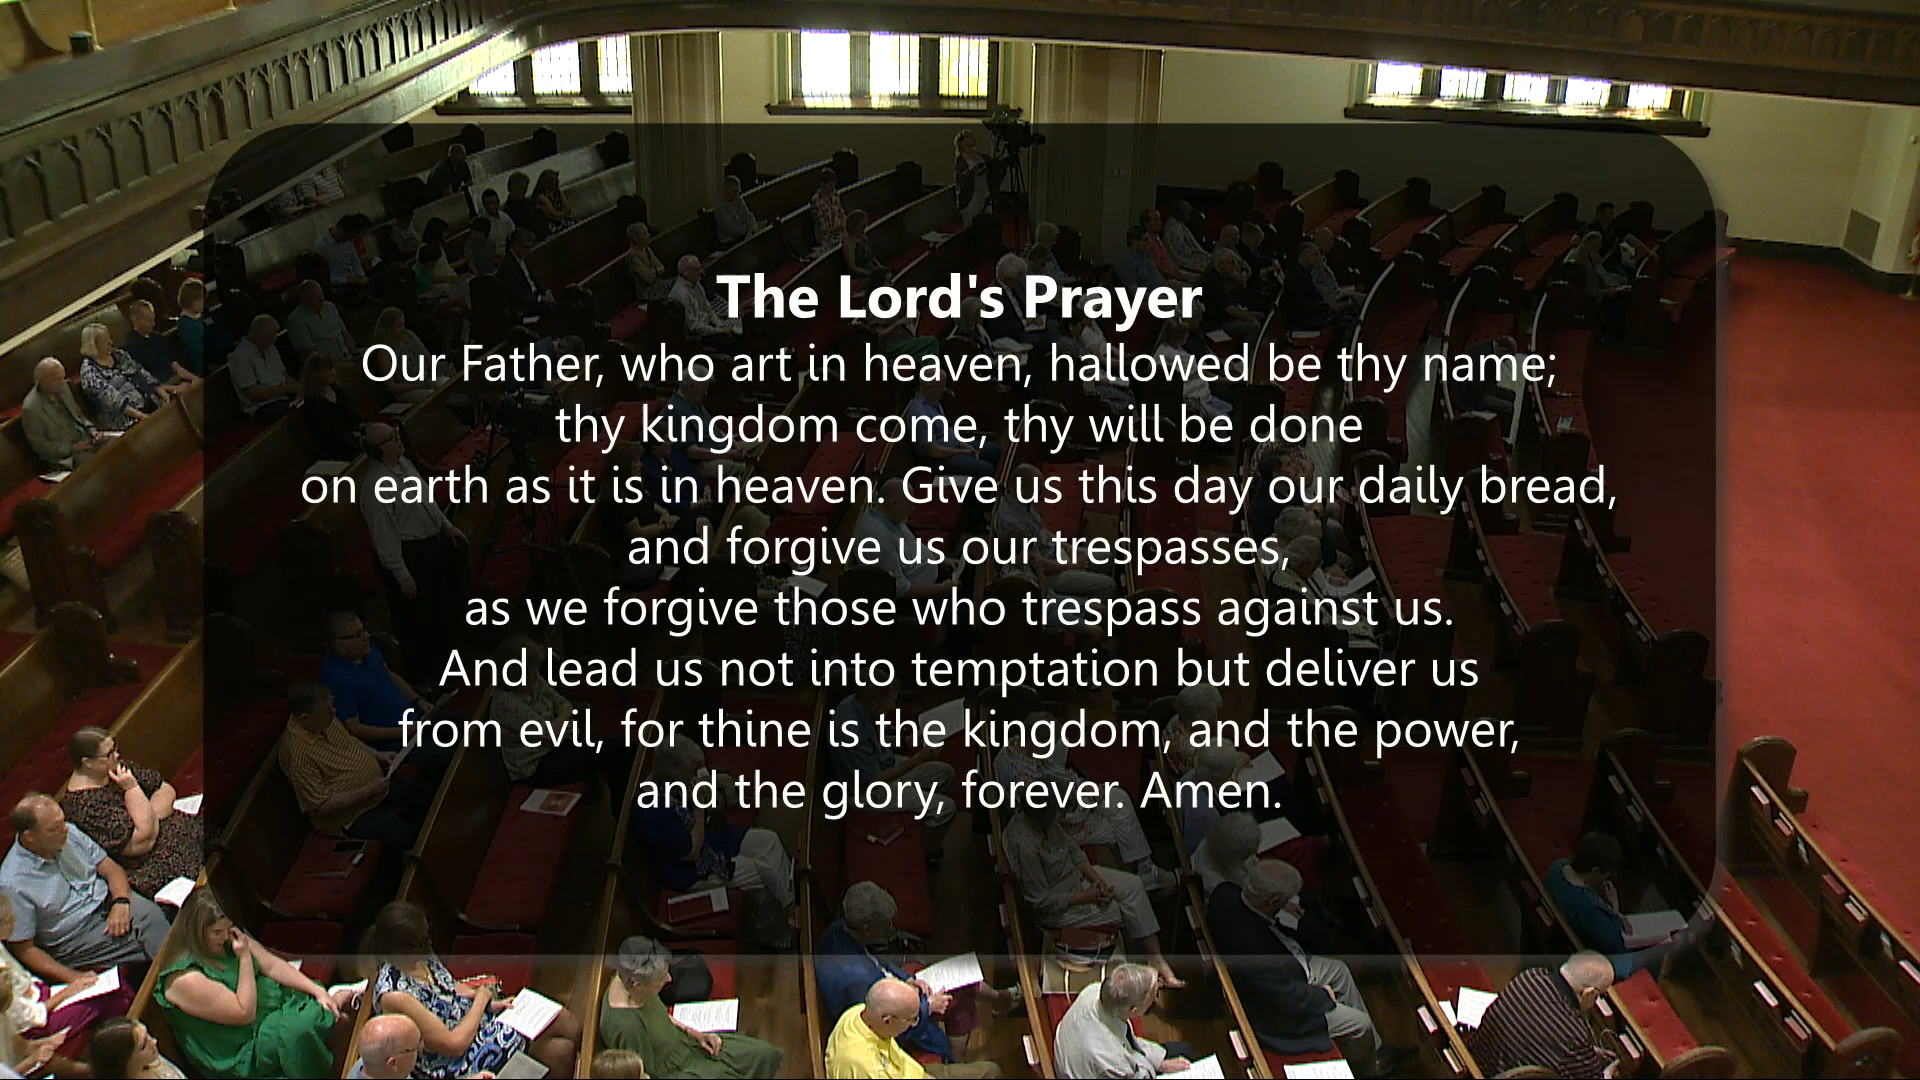 The Lord's Prayer
Our Father, who art in heaven, hallowed be thy name;
thy kingdom come, thy will be done
on earth as it is in heaven. Give us this day our daily bread,
and forgive us our trespasses,
as we forgive those who trespass against us.
And lead us not into temptation but deliver us
from evil, for thine is the kingdom, and the power,
and the glory, forever. Amen.